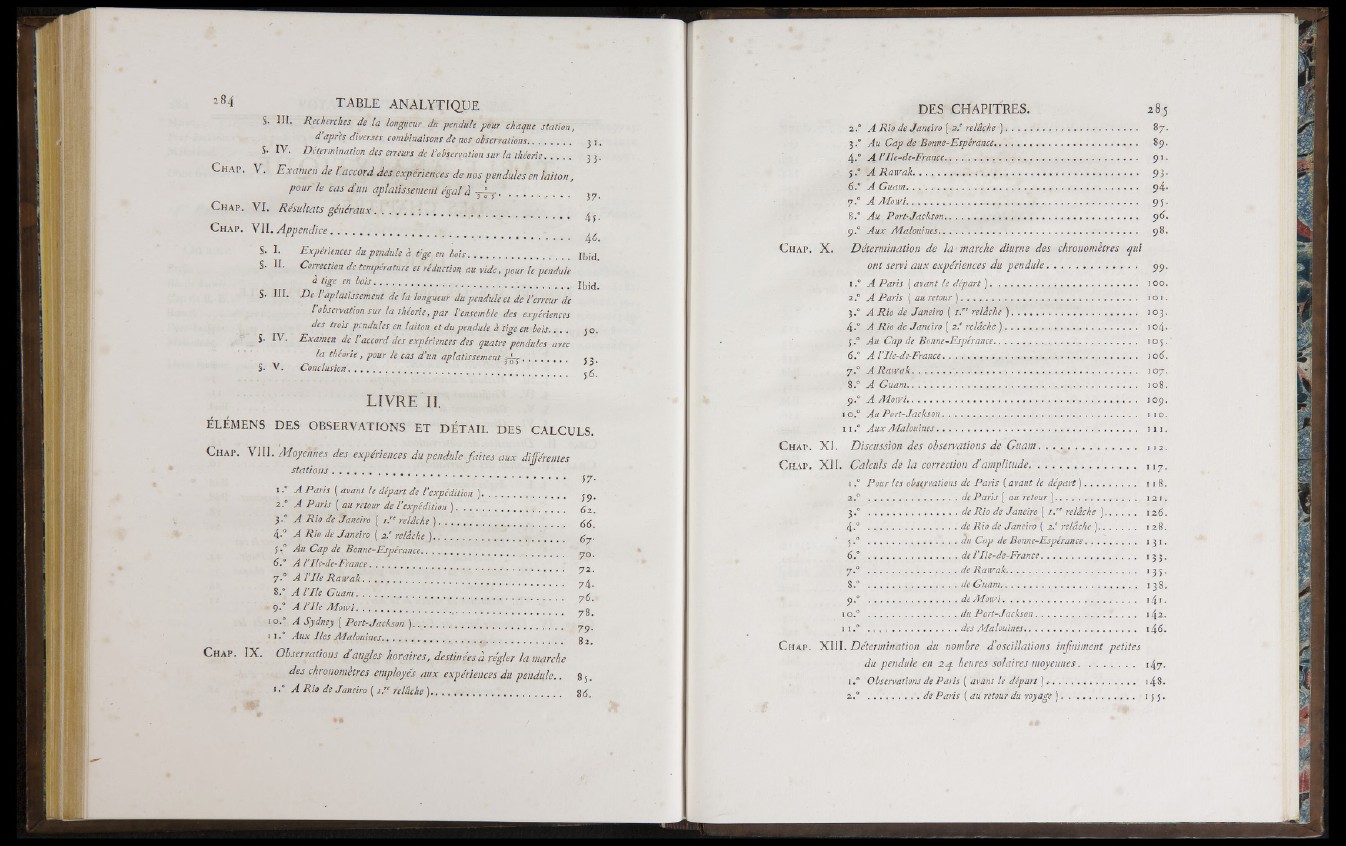 284 TABLE ANALYTIQUE
§. III. Recherches de la longueur du pendule pour chaque station,
d'après diverses combinaisons de nos observations......... 31.
§. IV. Détermination des erreurs de l'observation sur la théorie..... 35.
CHAP. V. Examen de l'accord des expériences de nos pendules en laiton,
pour le cas d'un aplatissement égal à 1/305.......... 37.
CHAP. VI. Résultats généraux.......................... 45.
CHAP. VII. Appendice.............................. 46.
§. I. Expériences du pendule à tige en bois................. Ibid.
§. II. Correction de température et réduction au vide, pour le pendule
à tige en bois............................... Ibid.
§. III. De l'aplatissement de la longueur du pendule et de l'erreur de
l'observation sur la théorie, par l'ensemble des expériences
des trois pendules en laiton et du pendule à tige en bois..... 50.
§. IV. Examen de l'accord des expériences des quatre pendules avec
la théorie, pour le cas d'un aplatissement 1/305........ 53.
§. V. Conclusion.................................. 56.
LIVRE II.
ÉLÉMENS DES OBSERVATIONS ET DÉTAIL DES CALCULS.
CHAP. VIII. Moyennes des expériences du pendule faites aux différentes
stations............................... 57.
1.° A Paris (avant le départ de l'expédition)............. 59.
2.° A Paris (au retour de l'expédition)................ 62.
3.° A Rio de Janeiro (1.re relâche)................... 66.
4.° A Rio de Janeiro (2.e relâche).................... 67.
5.° Au Cap de Bonne-Espérance...................... 70.
6.° A l'Ile-de-France............................ 72.
7.° A l'Ile Rawak.............................. 74.
8.° A l'Ile Guam............................... 76.
9.° A l'Ile Mowi............................... 78.
10.° A Sydney (Port-Jackson)....................... 79.
11.° Aux Iles Malouines............................ 82.
CHAP. IX. Observations d'angles horaires, destinées à régler la marche
des chronomètres employés aux expériences du pendule.. 85.
1.° A Rio de Janeiro (1.re relâche).................... 86.
DES CHAPITRES. 285
2.° A Rio de Janeiro (2.e relâche).................... 87.
3.° Au Cap de Bonne-Espérance...................... 89.
4.° A l'Ile-de-France............................ 91.
5.° A Rawak.................................. 93.
6.° A Guam................................... 94.
7.° A Mowi................................... 95.
8.° Au Port-Jackson............................. 96.
9.° Aux Malouines............................... 98.
CHAP. X. Détermination de la marche diurne des chronomètres qui
ont servi aux expériences du pendule............. 99.
1.° A Paris (avant le départ)...................... 100.
2.° A Paris (au retour).......................... 101.
3.° A Rio de Janeiro (1.re relâche)................... 103.
4.° A Rio de Janeiro (2.e relâche).................... 104.
5.° Au Cap de Bonne-Espérance...................... 105.
6.° A l'Ile-de-France............................ 106.
7.° A Rawak.................................. 107.
8.° A Guam................................... 108.
9.° A Mowi................................... 109.
10.° Au Port-Jackson............................. 110.
11.° Aux Malouines.............................. 111.
CHAP. XI. Discussion des observations de Guam............. 112.
CHAP. XII. Calculs de la correction d'amplitude.............. 117.
1.° Pour les observations de Paris (avant le départ)......... 118.
2.° ............... de Paris (au retour).............. 121.
3.° ............... de Rio de Janeiro (1.re relâche)...... 126.
4.° ............... de Rio de Janeiro (2.e relâche)....... 128.
5.° ............... du Cap de Bonne-Espérance......... 131.
6.° ............... de l'Ile-de-France................ 133.
7.° ............... de Rawak...................... 135.
8.° ............... de Guam....................... 138.
9.° ............... de Mowi....................... 141.
10.° ............... du Port-Jackson................. 142.
11.° ............... des Malouines................... 146.
CHAP. XIII. Détermination du nombre d'oscillations infiniment petites
du pendule en 24 heures solaires moyennes......... 147.
1.° Observations de Paris (avant le départ)............... 148.
2.° ......... de Paris (au retour du voyage)............ 155.